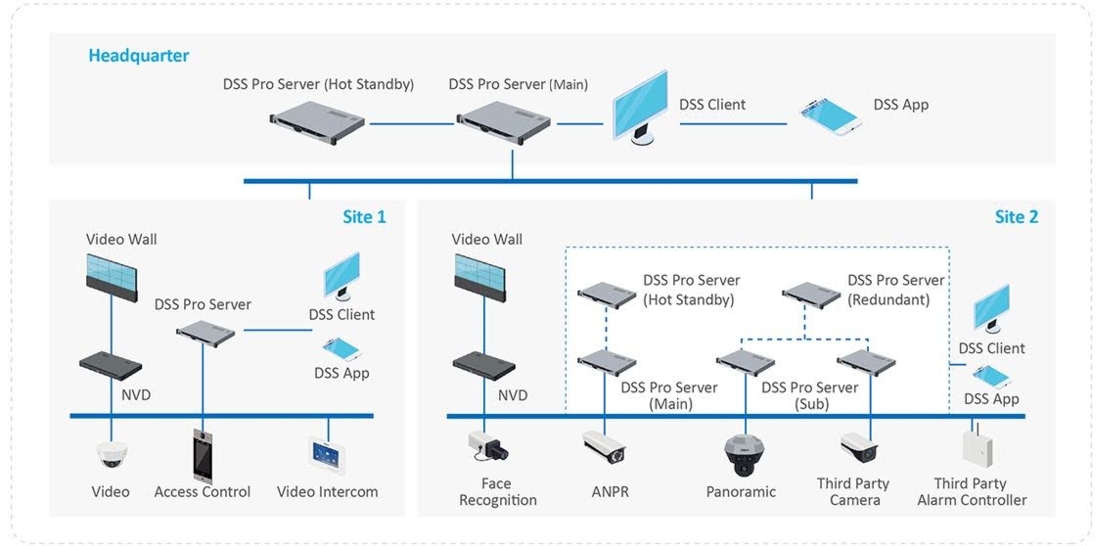 Headquarter
DSS Pro Server (Hot Standby)
DSS Pro Server (Main)
DSS Client
DSS App
Site 1
Video Wall
DSS Pro Server
DSS Client
DSS App
NVD
Video
Access Control
Video Intercom
Site 2
Video Wall
DSS Pro Server
(Hot Standby)
DSS Pro Server
(Redundant)
DSS Client
DSS App
NVD
DSS Pro Server
(Main)
DSS Pro Server
(Sub)
Face
Recognition
ANPR
Panoramic
Third Party
Camera
Third Party
Alarm Controller